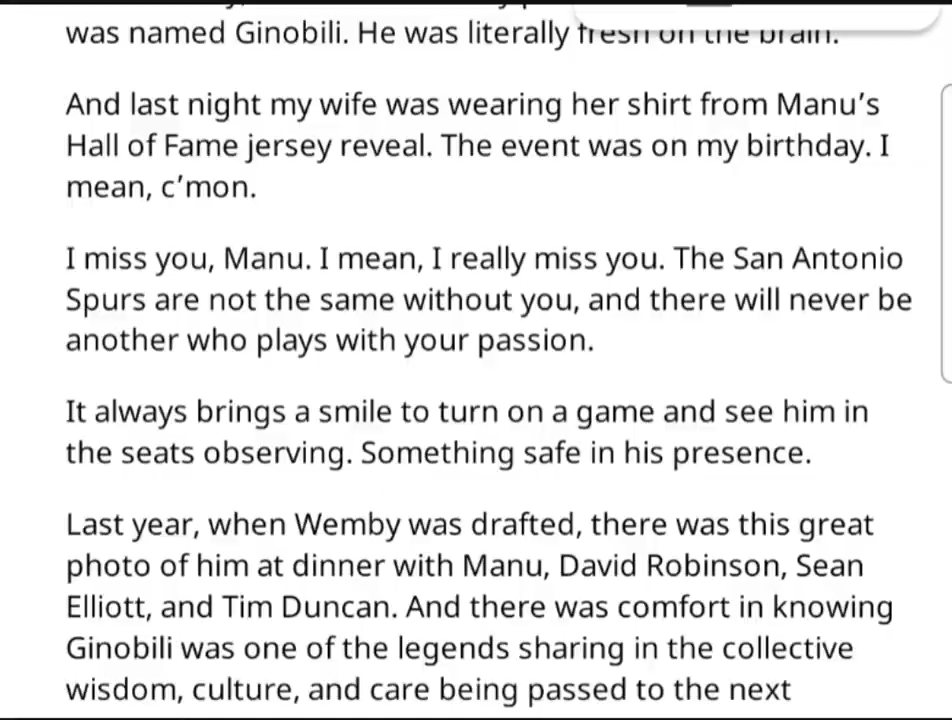 was named Ginobili. He was literally fresh on the brain.
And last night my wife was wearing her shirt from Manu's
Hall of Fame jersey reveal. The event was on my birthday. I
mean, c'mon.
I miss you, Manu. I mean, I really miss you. The San Antonio
Spurs are not the same without you, and there will never be
another who plays with your passion.
It always brings a smile to turn on a game and see him in
the seats observing. Something safe in his presence.
Last year, when Wemby was drafted, there was this great
photo of him at dinner with Manu, David Robinson, Sean
Elliott, and Tim Duncan. And there was comfort in knowing
Ginobili was one of the legends sharing in the collective
wisdom, culture, and care being passed to the next